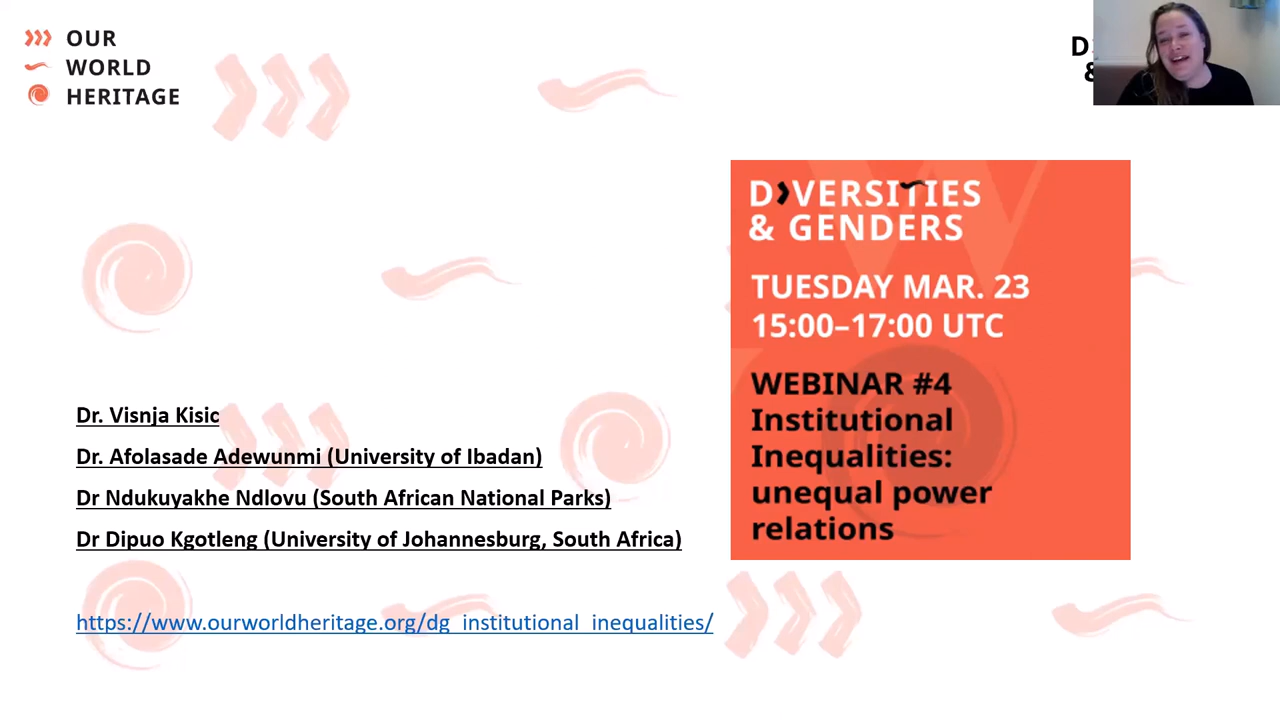 OUR
WORLD
HERITAGE
D
&
DIVERSITIES
& GENDERS
TUESDAY MAR. 23
15:00–17:00 UTC
WEBINAR #4
Institutional
Inequalities:
unequal power
relations
Dr. Visnja Kisic
Dr. Afolasade Adewunmi (University of Ibadan)
Dr Ndukuyakhe Ndlovu (South African National Parks)
Dr Dipuo Kgotleng (University of Johannesburg, South Africa)
https://www.ourworldheritage.org/dg_institutional_inequalities/